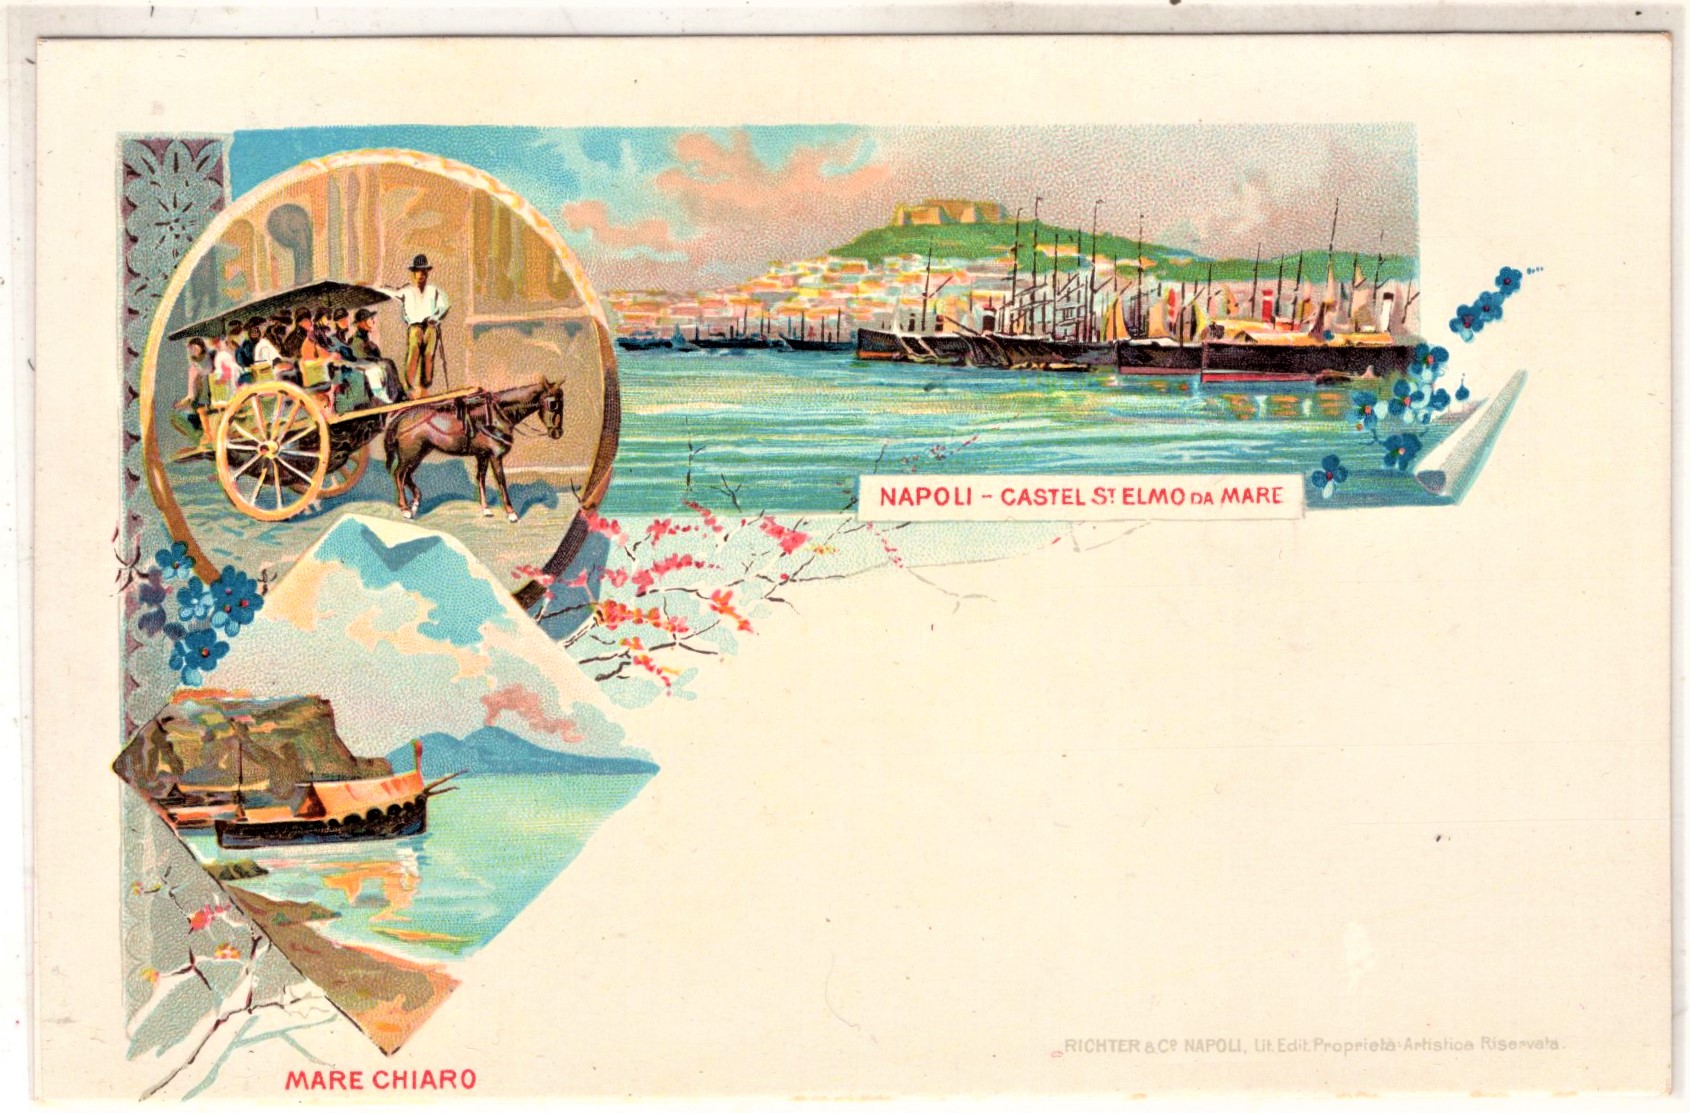 NAPOLI - CASTEL ST ELMO DA MARE
RICHTER & Co NAPOLI, Lit. Edit. Proprietà Artistica Riservata.
MARE CHIARO